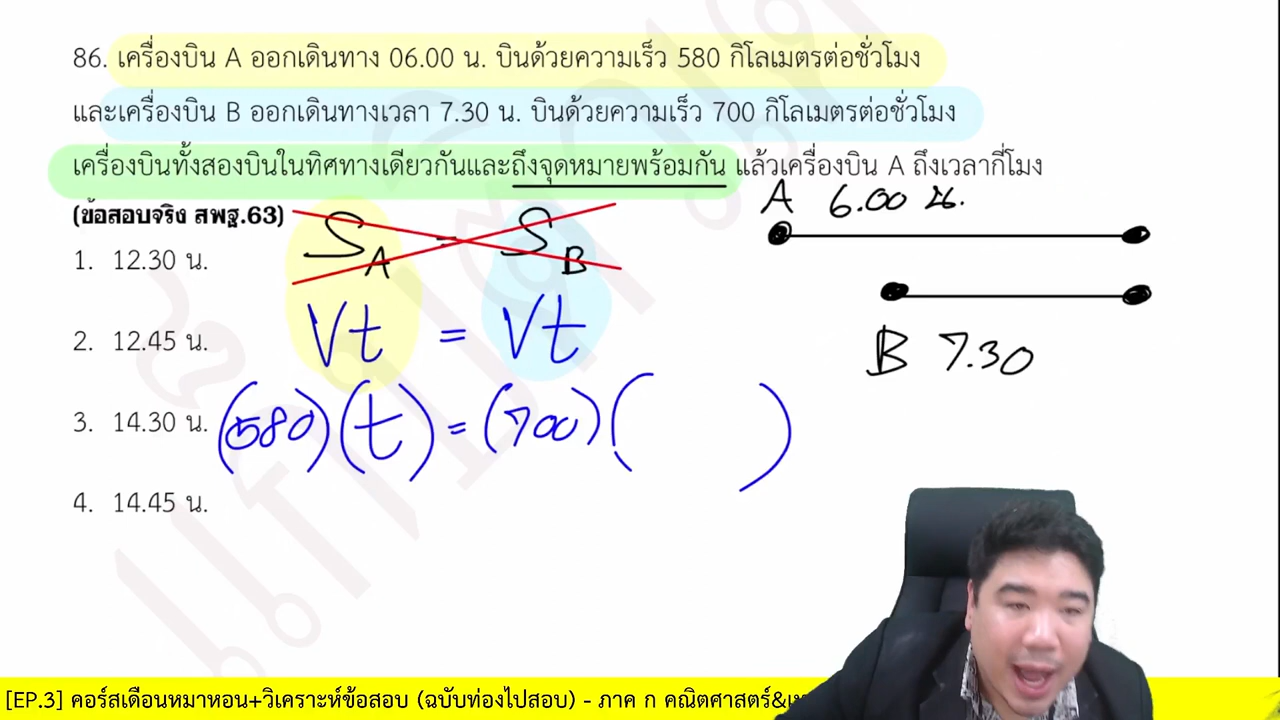 86. เครื่องบิน A ออกเดินทาง 06.00 น. บินด้วยความเร็ว 580 กิโลเมตรต่อชั่วโมง
และเครื่องบิน B ออกเดินทางเวลา 7.30 น. บินด้วยความเร็ว 700 กิโลเมตรต่อชั่วโมง
เครื่องบินทั้งสองบินในทิศทางเดียวกันและถึงจุดหมายพร้อมกัน แล้วเครื่องบิน A ถึงเวลากี่โมง
(ข้อสอบจริง สพฐ.63)
A 6.00 น.
S_A = S_B
1. 12.30 น.
Vt = Vt
2. 12.45 น.
B 7.30
3. 14.30 น.
(580)(t) = (700)( )
4. 14.45 น.
[EP.3] คอร์สเดือนหมาหอน+วิเคราะห์ข้อสอบ (ฉบับท่องไปสอบ) - ภาค ก คณิตศาสตร์&